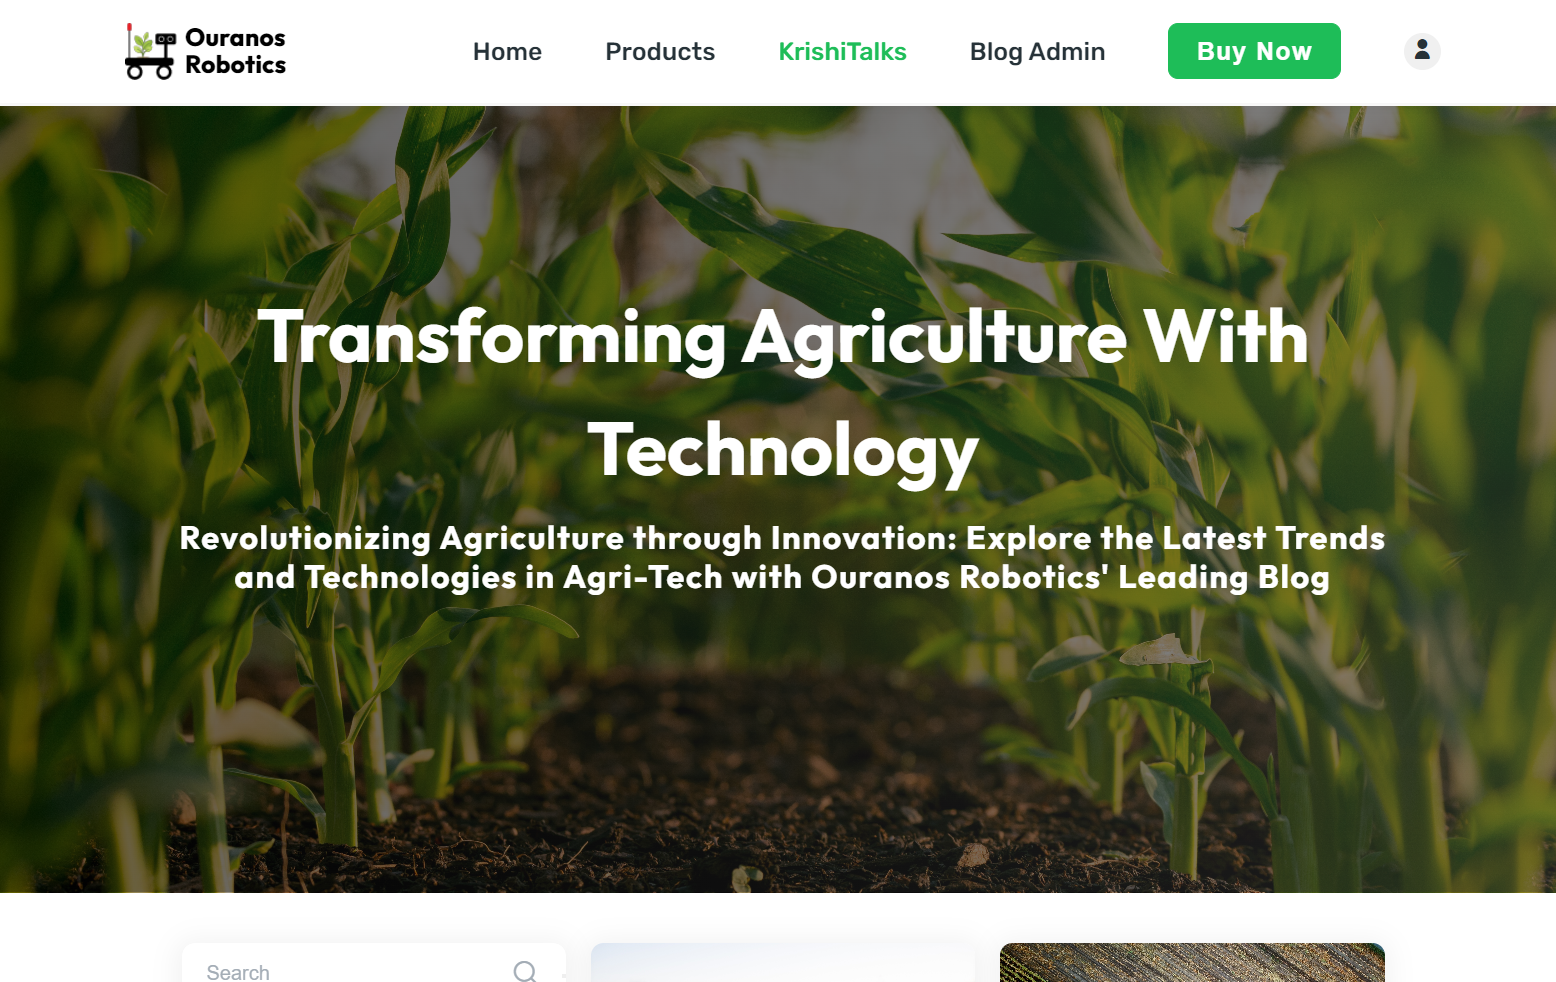 Ouranos
Robotics
Home
Products
KrishiTalks
Blog Admin
Buy Now
Transforming Agriculture With
Technology
Revolutionizing Agriculture through Innovation: Explore the Latest Trends
and Technologies in Agri-Tech with Ouranos Robotics' Leading Blog
Search